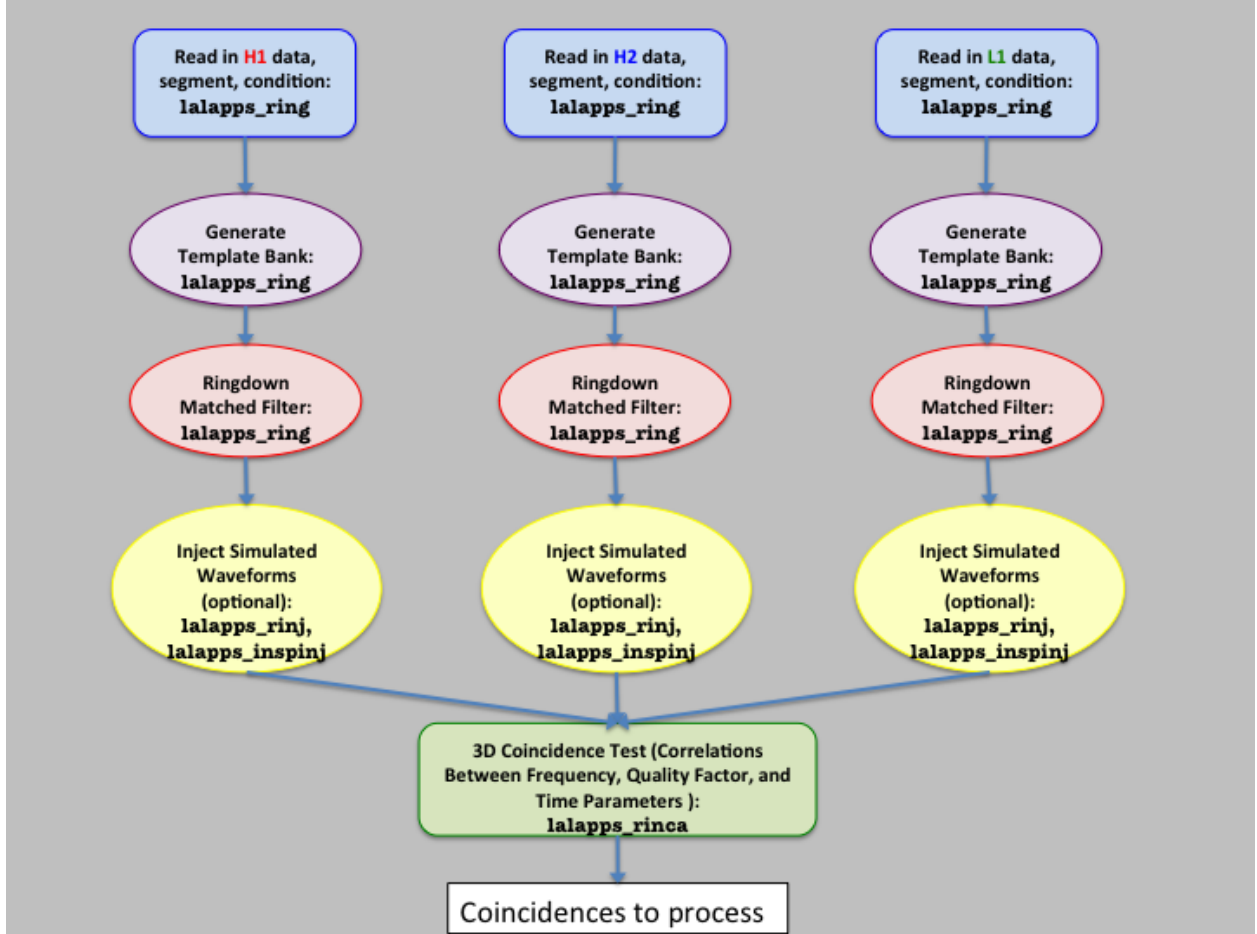 Read in H1 data,
segment, condition:
lalapps_ring
Read in H2 data,
segment, condition:
lalapps_ring
Read in L1 data,
segment, condition:
lalapps_ring
Generate
Template Bank:
lalapps_ring
Generate
Template Bank:
lalapps_ring
Generate
Template Bank:
lalapps_ring
Ringdown
Matched Filter:
lalapps_ring
Ringdown
Matched Filter:
lalapps_ring
Ringdown
Matched Filter:
lalapps_ring
Inject Simulated
Waveforms
(optional):
lalapps_rinj,
lalapps_inspinj
Inject Simulated
Waveforms
(optional):
lalapps_rinj,
lalapps_inspinj
Inject Simulated
Waveforms
(optional):
lalapps_rinj,
lalapps_inspinj
3D Coincidence Test (Correlations
Between Frequency, Quality Factor, and
Time Parameters ):
lalapps_rinca
Coincidences to process